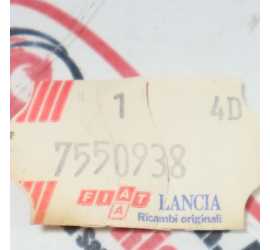 1 4D
7550938
FIAT LANCIA
A
Ricambi originali